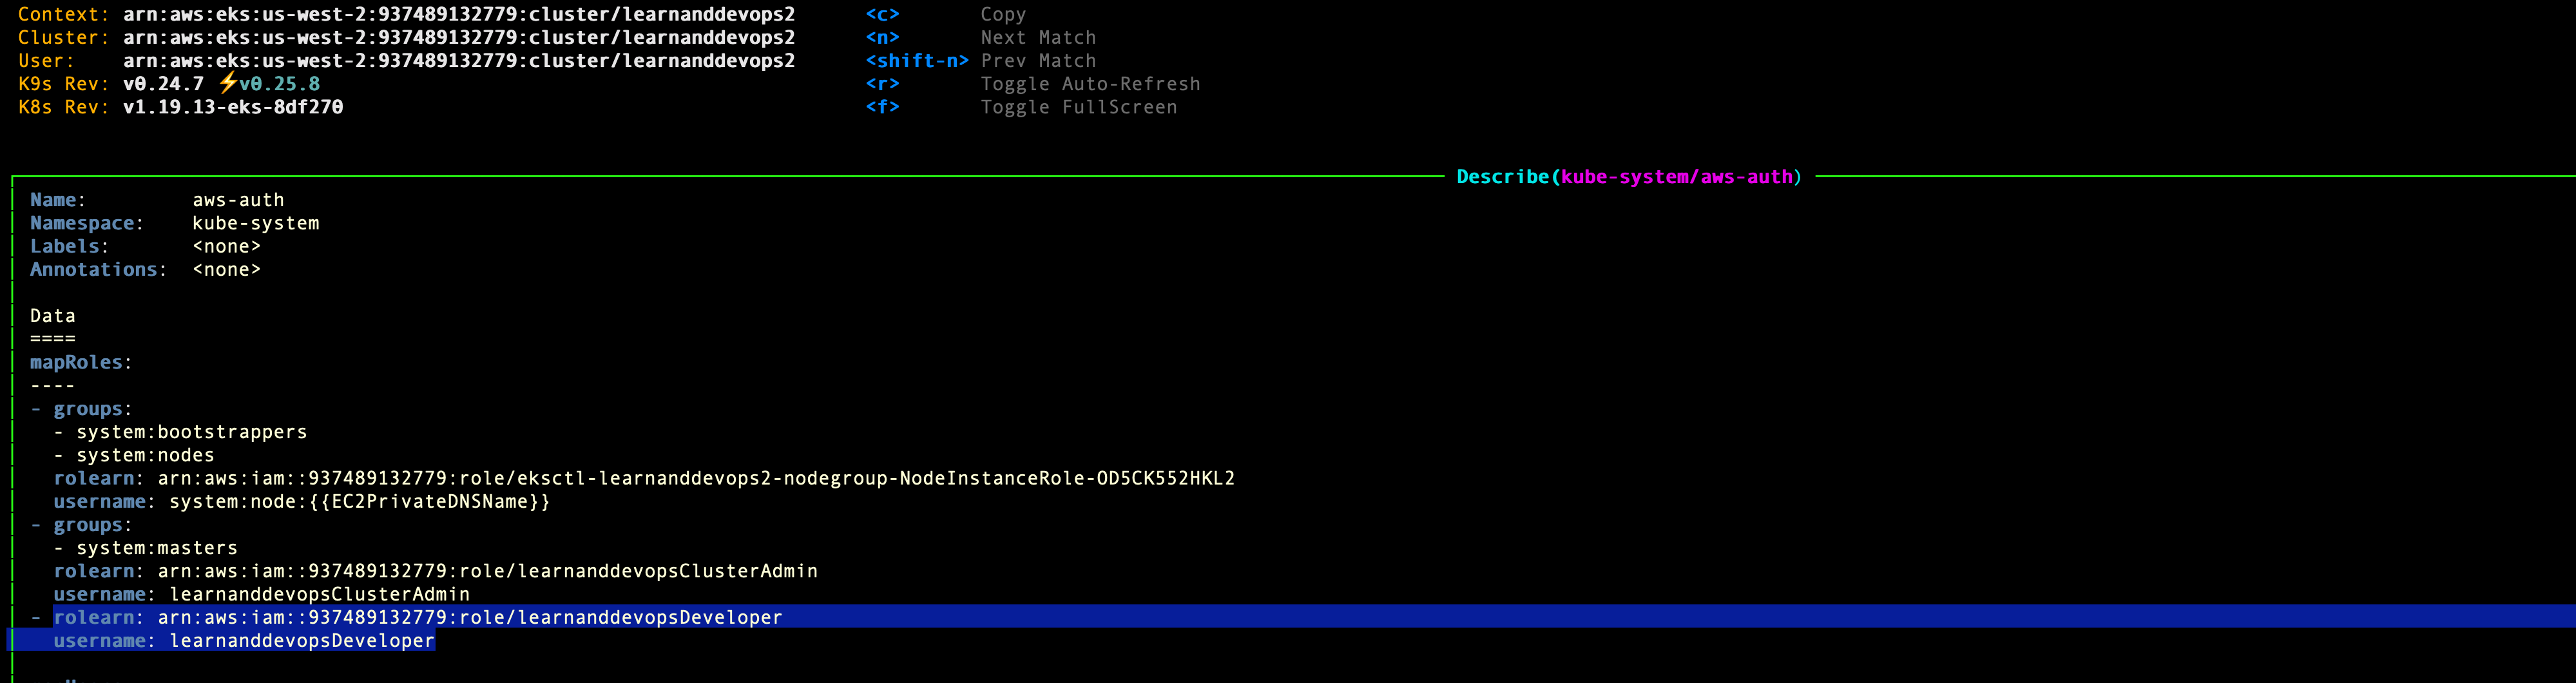 Context: arn:aws:eks:us-west-2:937489132779:cluster/learnanddevops2 <c> Copy
Cluster: arn:aws:eks:us-west-2:937489132779:cluster/learnanddevops2 <n> Next Match
User: arn:aws:eks:us-west-2:937489132779:cluster/learnanddevops2 <shift-n> Prev Match
K9s Rev: v0.24.7 ⚡v0.25.8 <r> Toggle Auto-Refresh
K8s Rev: v1.19.13-eks-8df270 <f> Toggle FullScreen
Describe(kube-system/aws-auth)
Name: aws-auth
Namespace: kube-system
Labels: <none>
Annotations: <none>
Data
====
mapRoles:
----
- groups:
- system:bootstrappers
- system:nodes
rolearn: arn:aws:iam::937489132779:role/eksctl-learnanddevops2-nodegroup-NodeInstanceRole-OD5CK552HKL2
username: system:node:{{EC2PrivateDNSName}}
- groups:
- system:masters
rolearn: arn:aws:iam::937489132779:role/learnanddevopsClusterAdmin
username: learnanddevopsClusterAdmin
- rolearn: arn:aws:iam::937489132779:role/learnanddevopsDeveloper
username: learnanddevopsDeveloper